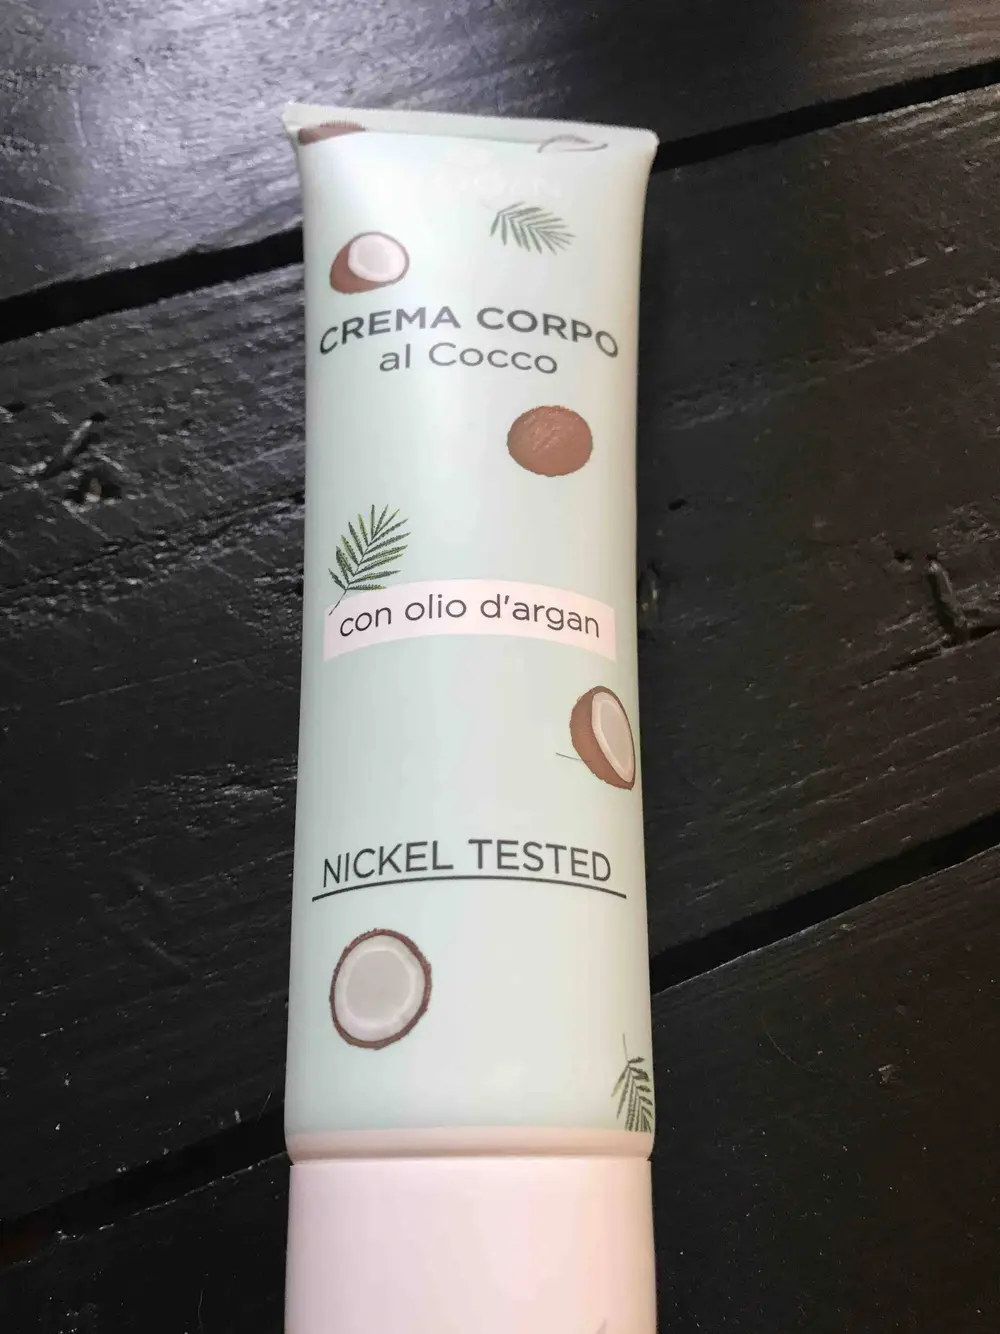 CREMA CORPO
al Cocco
con olio d'argan
NICKEL TESTED